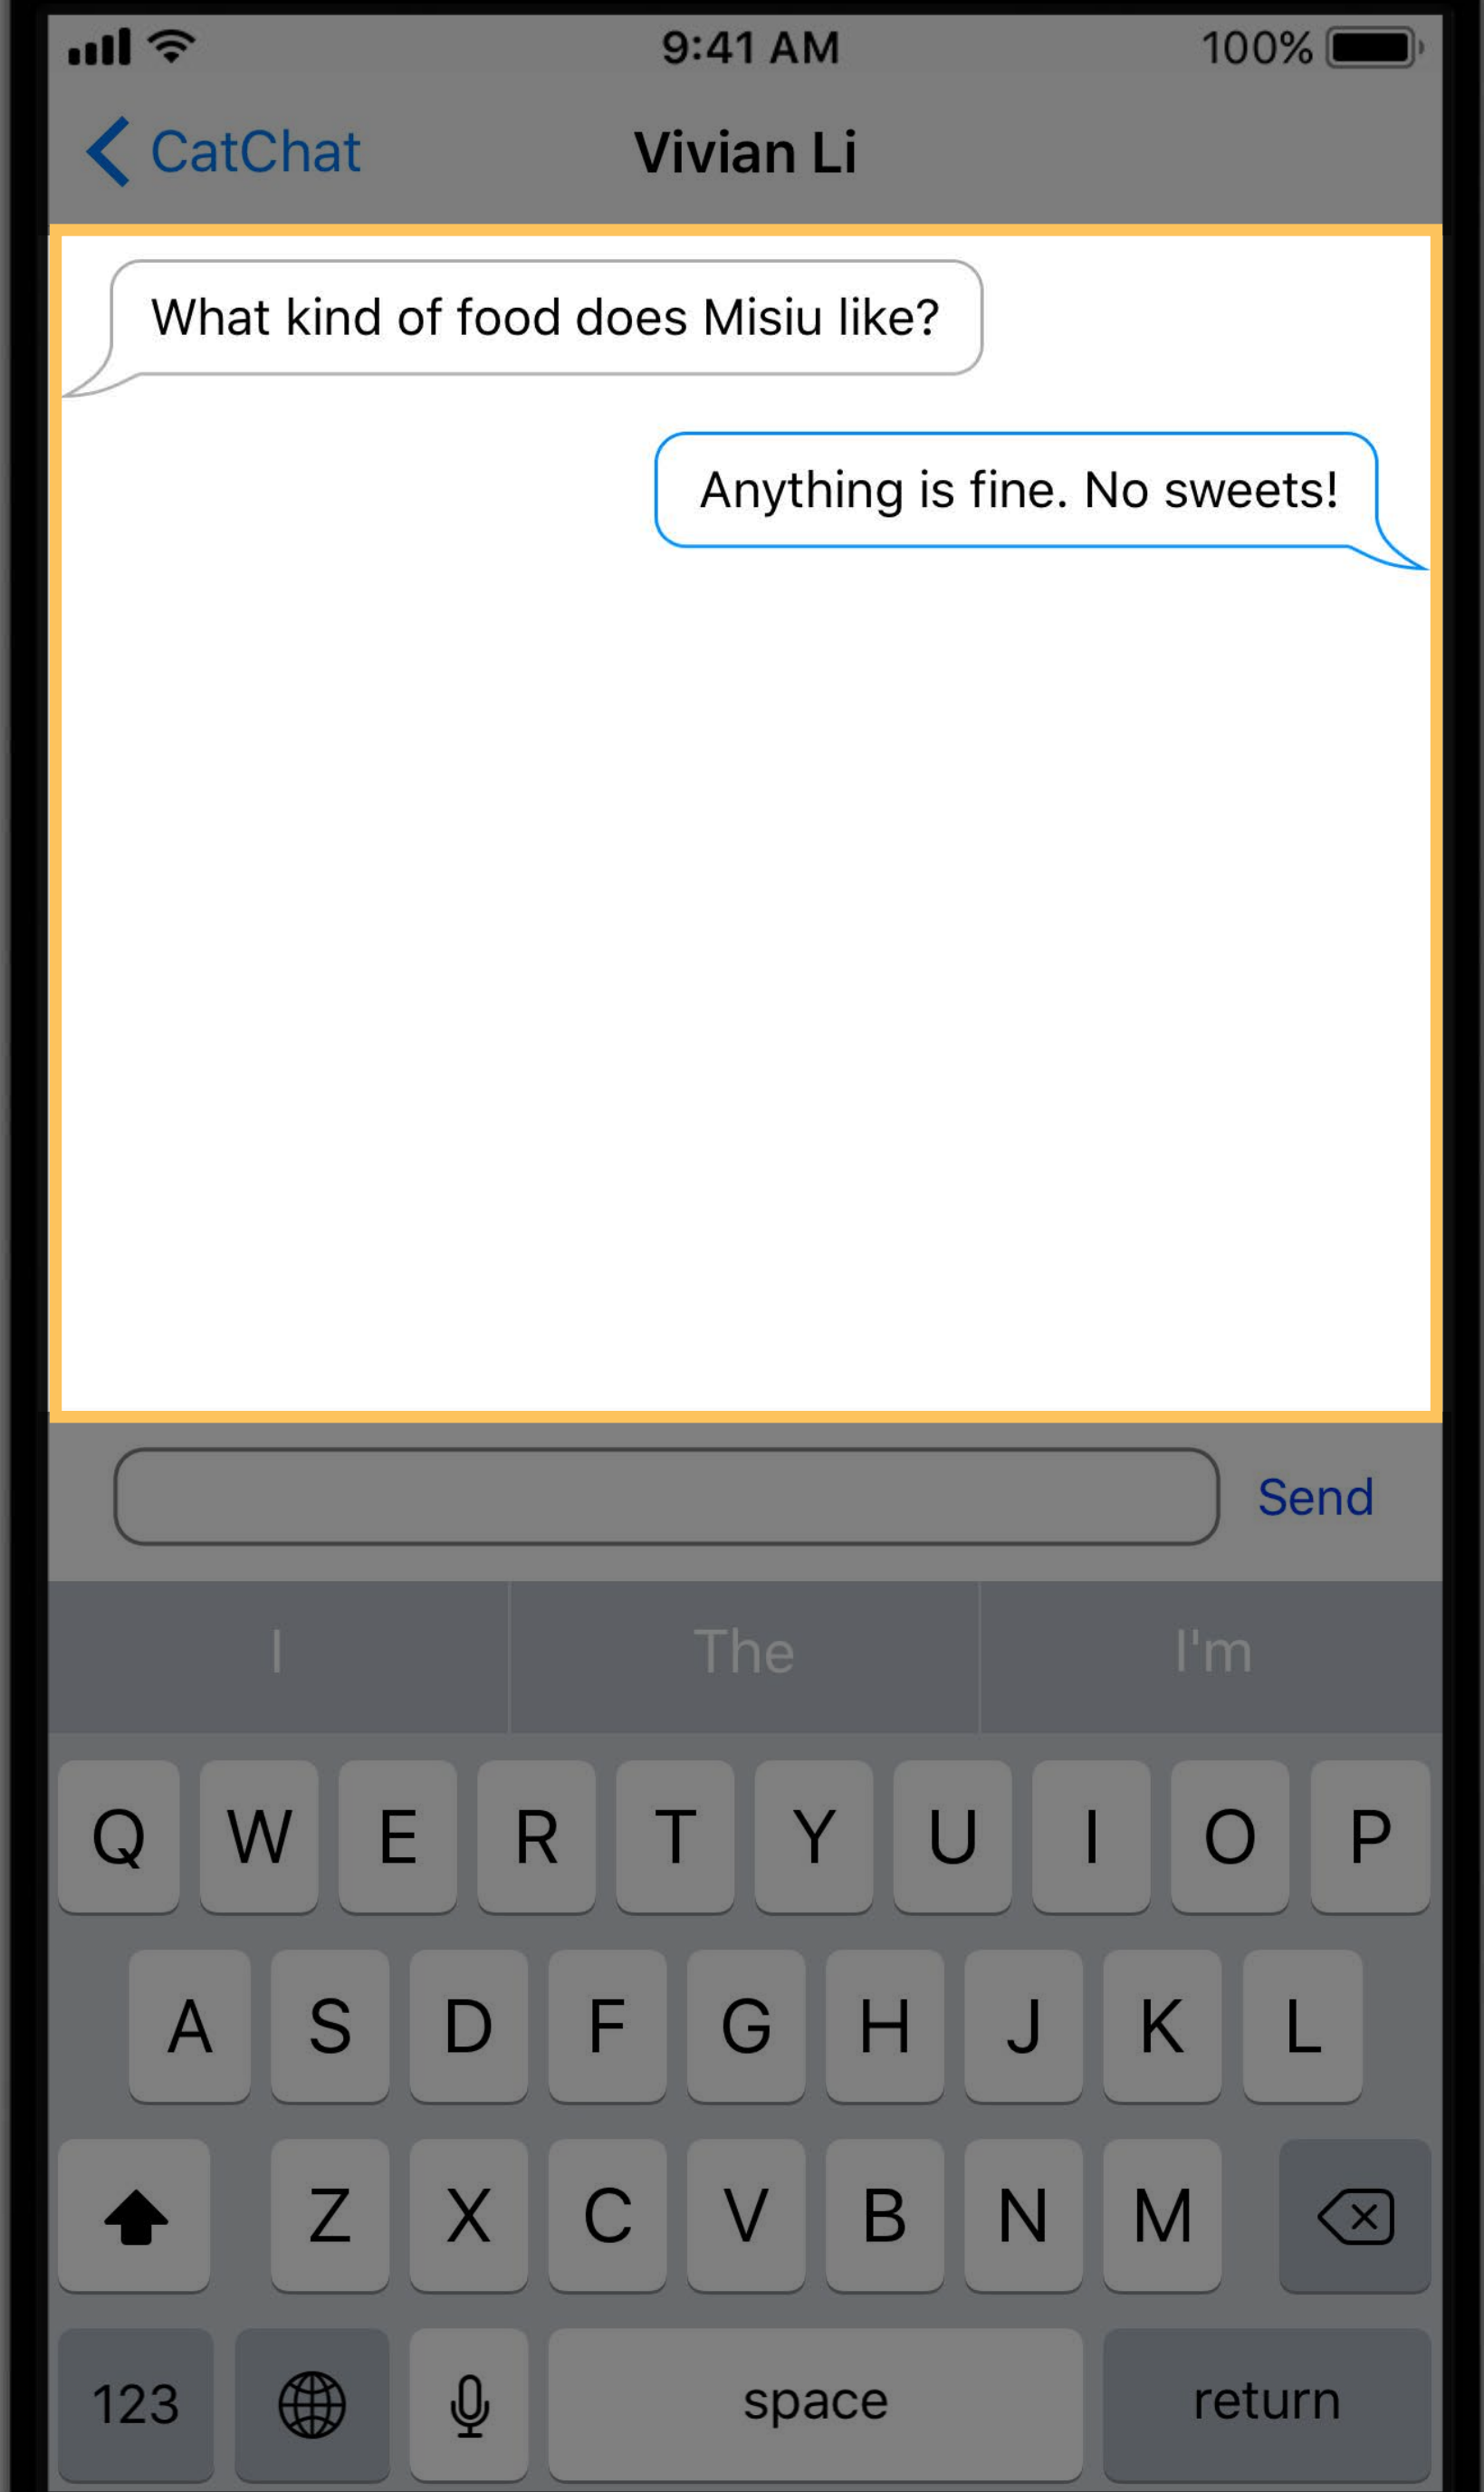 9:41 AM 100%
CatChat Vivian Li
What kind of food does Misiu like?
Anything is fine. No sweets!
Send
I The I'm
Q W E R T Y U I O P
A S D F G H J K L
Z X C V B N M
123 space return